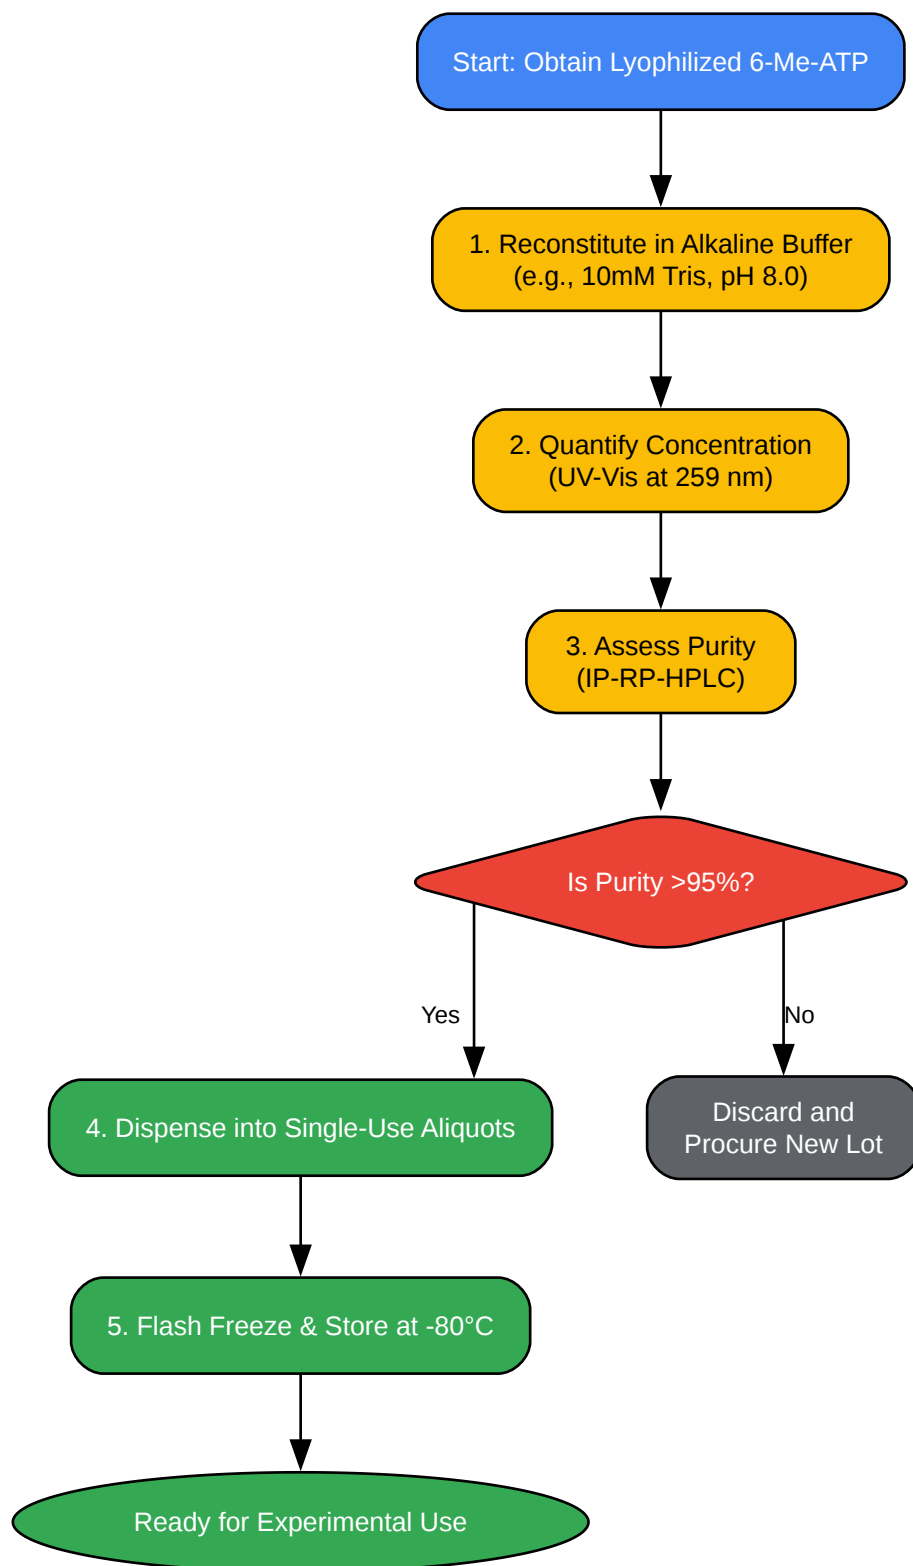 Start: Obtain Lyophilized 6-Me-ATP
1. Reconstitute in Alkaline Buffer
(e.g., 10mM Tris, pH 8.0)
2. Quantify Concentration
(UV-Vis at 259 nm)
3. Assess Purity
(IP-RP-HPLC)
Is Purity >95%?
Yes
No
4. Dispense into Single-Use Aliquots
Discard and
Procure New Lot
5. Flash Freeze & Store at -80°C
Ready for Experimental Use